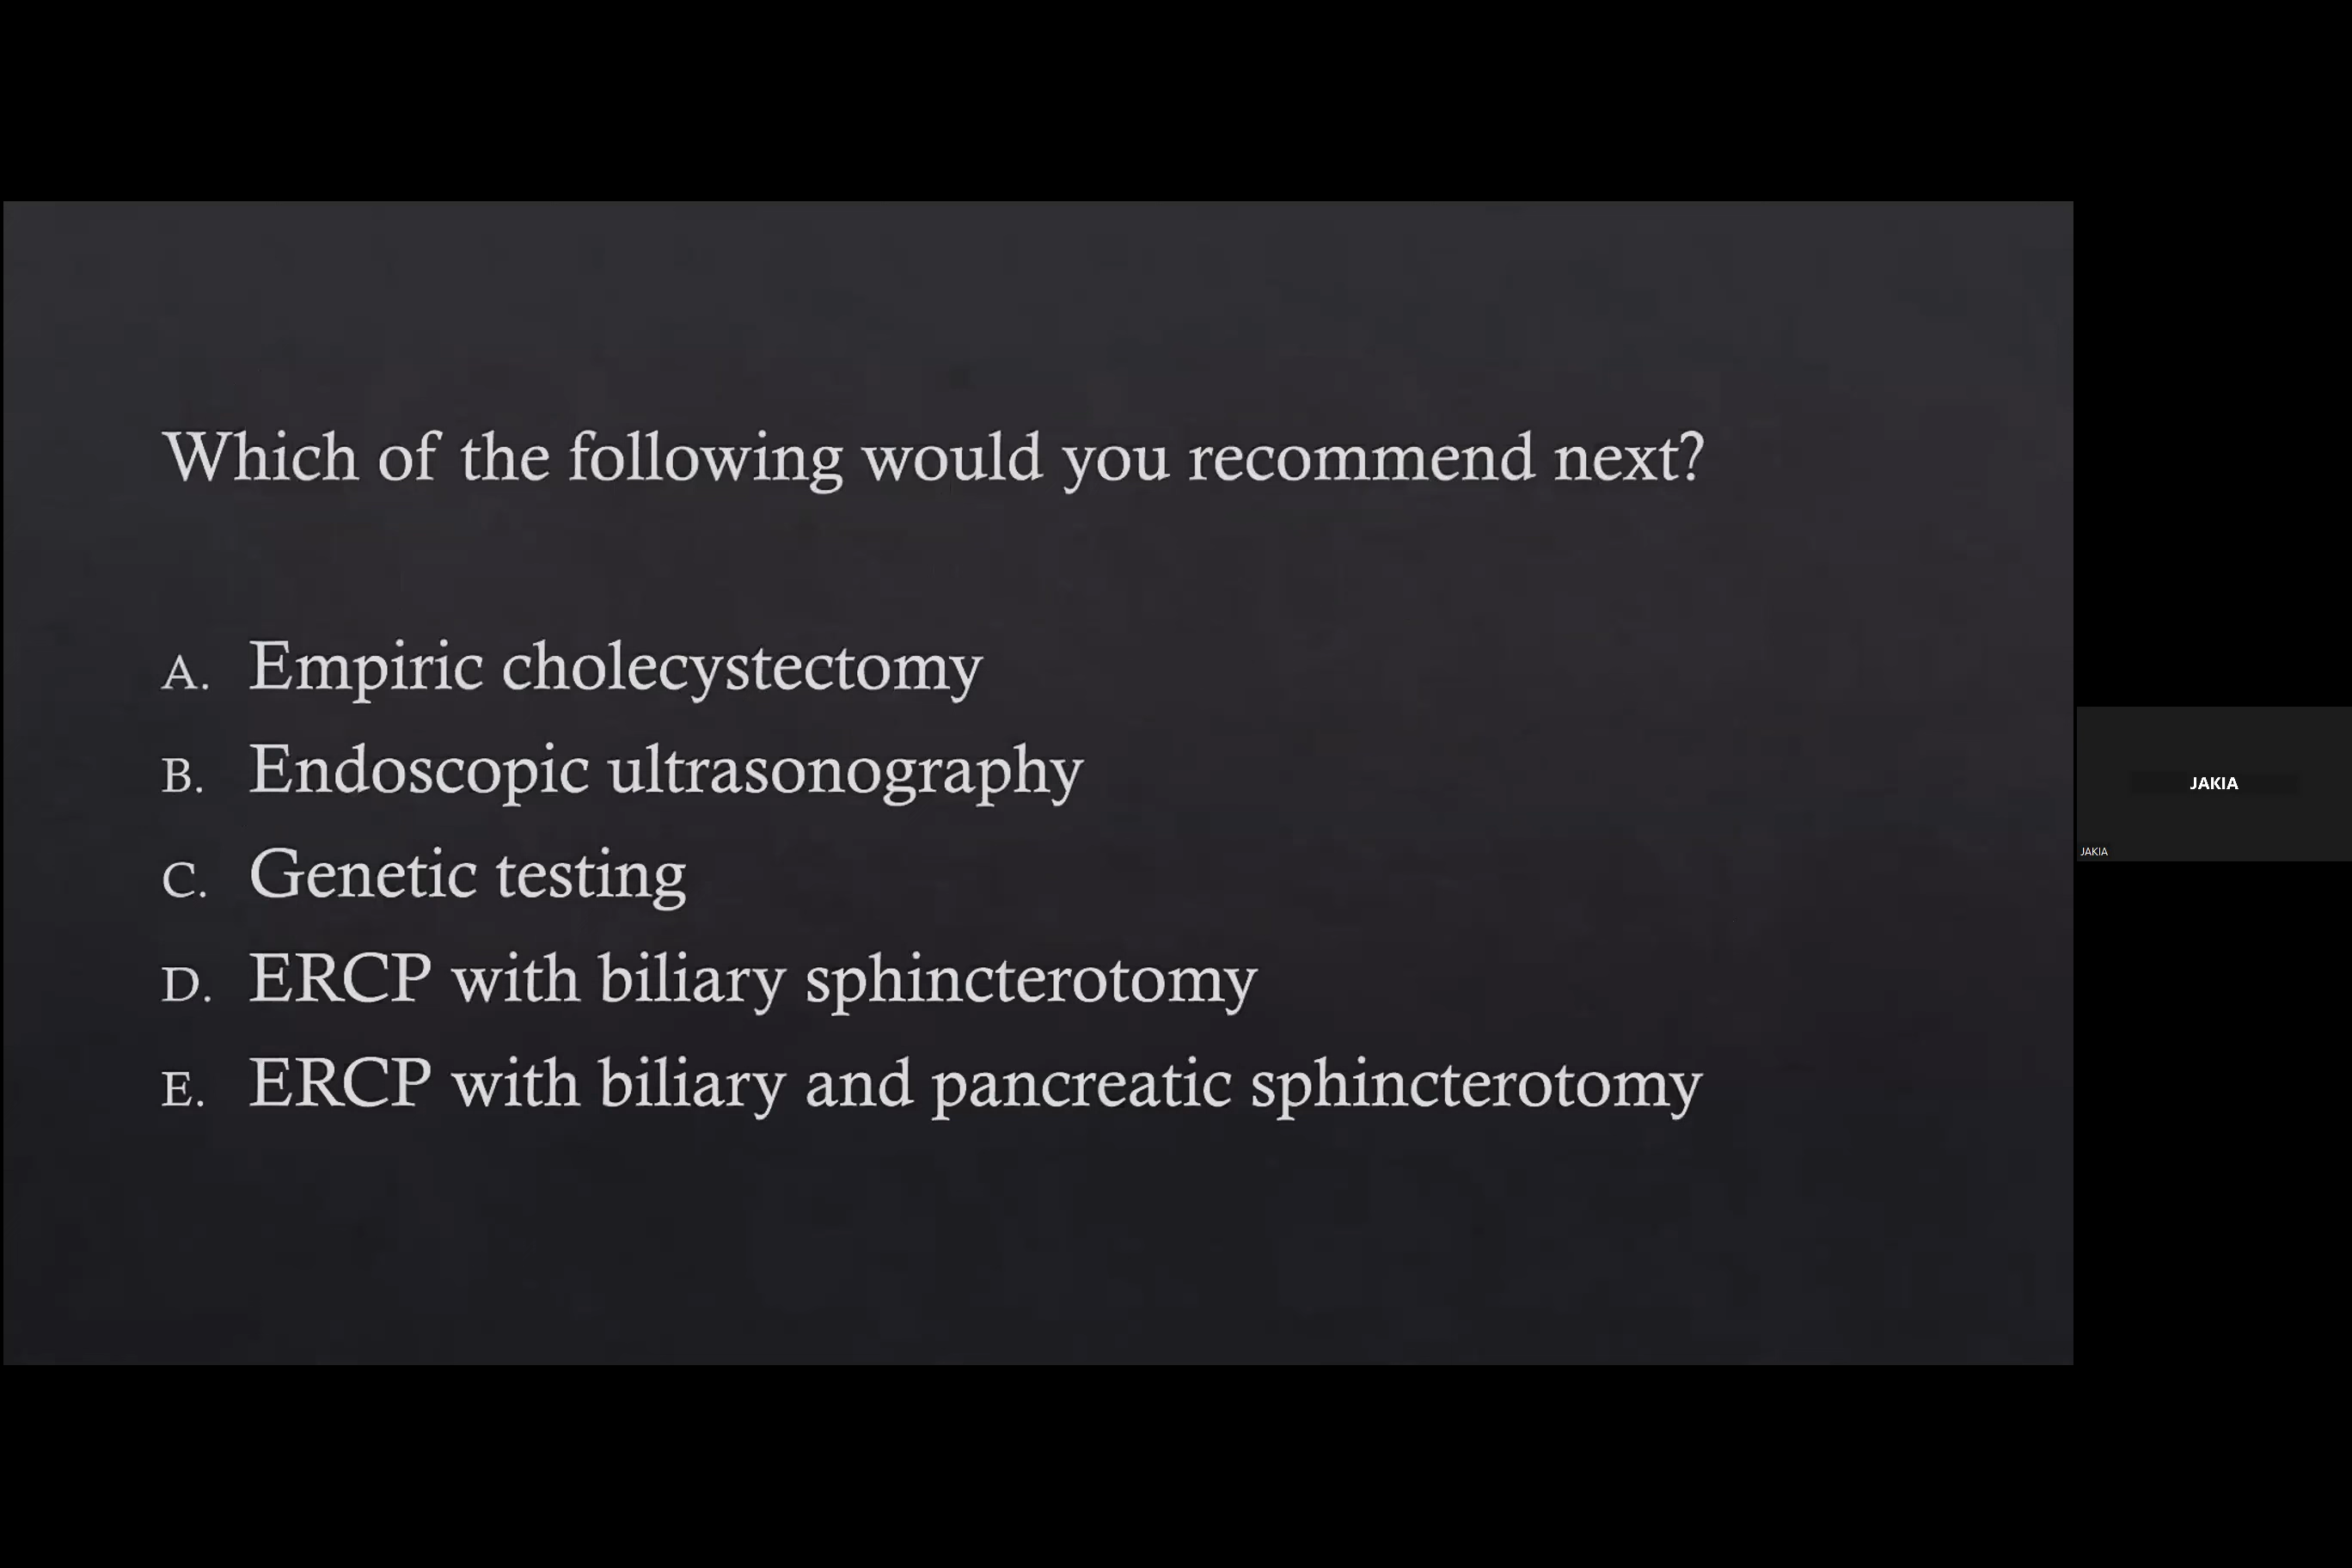 Which of the following would you recommend next?
A. Empiric cholecystectomy
B. Endoscopic ultrasonography
C. Genetic testing
D. ERCP with biliary sphincterotomy
E. ERCP with biliary and pancreatic sphincterotomy
JAKIA
JAKIA